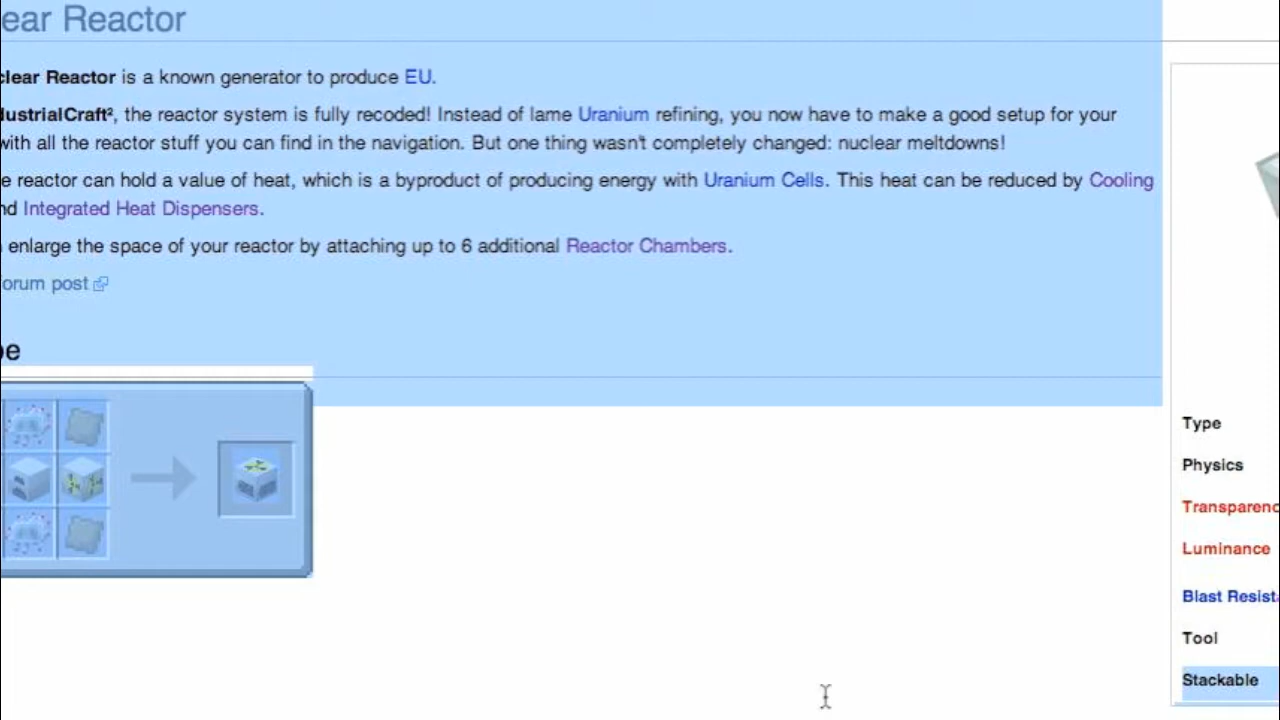 ear Reactor
clear Reactor is a known generator to produce EU.
dustrialCraft², the reactor system is fully recoded! Instead of lame Uranium refining, you now have to make a good setup for your
with all the reactor stuff you can find in the navigation. But one thing wasn't completely changed: nuclear meltdowns!
e reactor can hold a value of heat, which is a byproduct of producing energy with Uranium Cells. This heat can be reduced by Cooling
nd Integrated Heat Dispensers.
enlarge the space of your reactor by attaching up to 6 additional Reactor Chambers.
orum post
pe
Type
Physics
Transparenc
Luminance
Blast Resista
Tool
Stackable